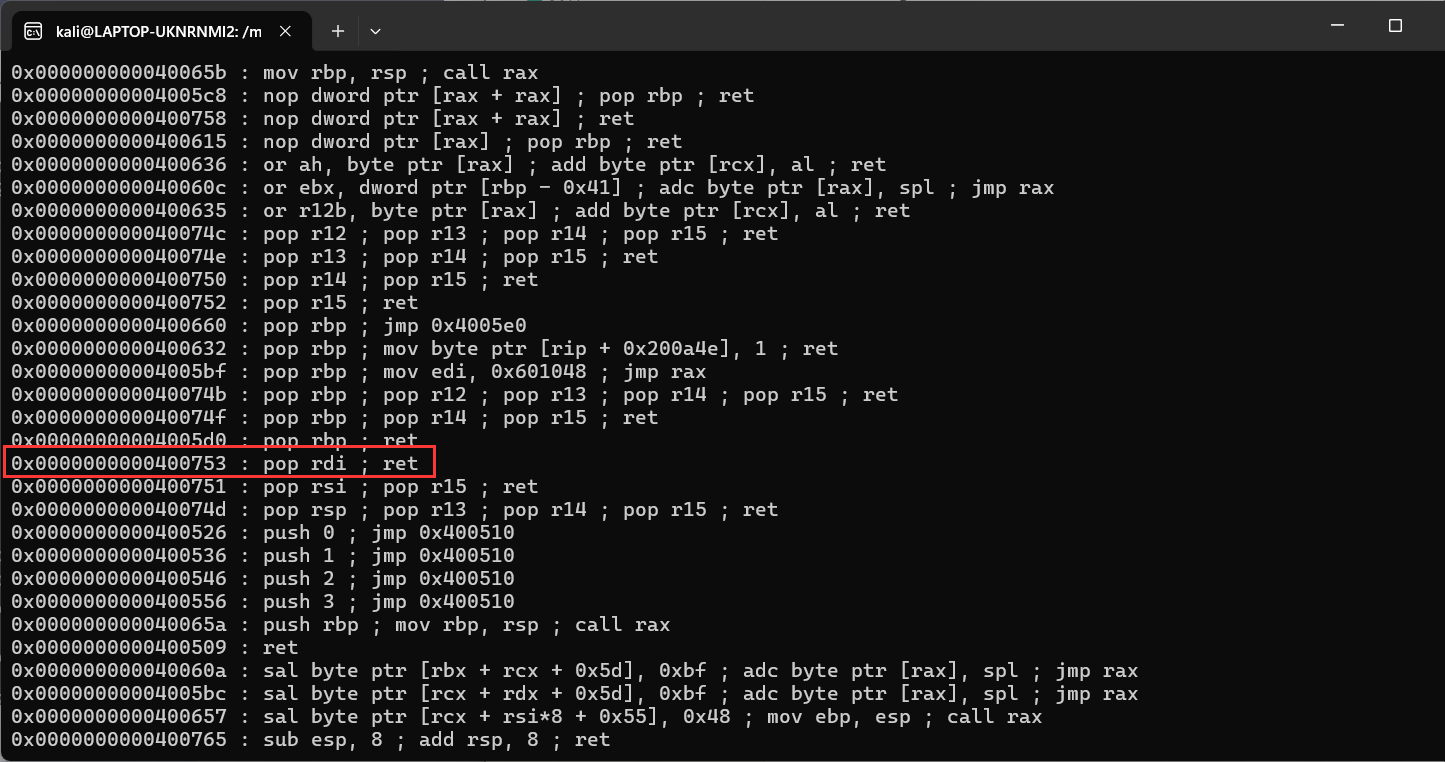 kali@LAPTOP-UKNRNMI2: /m
0x000000000040065b : mov rbp, rsp ; call rax
0x00000000004005c8 : nop dword ptr [rax + rax] ; pop rbp ; ret
0x0000000000400758 : nop dword ptr [rax + rax] ; ret
0x0000000000400615 : nop dword ptr [rax] ; pop rbp ; ret
0x0000000000400636 : or ah, byte ptr [rax] ; add byte ptr [rcx], al ; ret
0x000000000040060c : or ebx, dword ptr [rbp - 0x41] ; adc byte ptr [rax], spl ; jmp rax
0x0000000000400635 : or r12b, byte ptr [rax] ; add byte ptr [rcx], al ; ret
0x000000000040074c : pop r12 ; pop r13 ; pop r14 ; pop r15 ; ret
0x000000000040074e : pop r13 ; pop r14 ; pop r15 ; ret
0x0000000000400750 : pop r14 ; pop r15 ; ret
0x0000000000400752 : pop r15 ; ret
0x0000000000400660 : pop rbp ; jmp 0x4005e0
0x0000000000400632 : pop rbp ; mov byte ptr [rip + 0x200a4e], 1 ; ret
0x00000000004005bf : pop rbp ; mov edi, 0x601048 ; jmp rax
0x000000000040074b : pop rbp ; pop r12 ; pop r13 ; pop r14 ; pop r15 ; ret
0x000000000040074f : pop rbp ; pop r14 ; pop r15 ; ret
0x00000000004005d0 : pop rbp ; ret
0x0000000000400753 : pop rdi ; ret
0x0000000000400751 : pop rsi ; pop r15 ; ret
0x000000000040074d : pop rsp ; pop r13 ; pop r14 ; pop r15 ; ret
0x0000000000400526 : push 0 ; jmp 0x400510
0x0000000000400536 : push 1 ; jmp 0x400510
0x0000000000400546 : push 2 ; jmp 0x400510
0x0000000000400556 : push 3 ; jmp 0x400510
0x000000000040065a : push rbp ; mov rbp, rsp ; call rax
0x0000000000400509 : ret
0x000000000040060a : sal byte ptr [rbx + rcx + 0x5d], 0xbf ; adc byte ptr [rax], spl ; jmp rax
0x00000000004005bc : sal byte ptr [rcx + rdx + 0x5d], 0xbf ; adc byte ptr [rax], spl ; jmp rax
0x0000000000400657 : sal byte ptr [rcx + rsi*8 + 0x55], 0x48 ; mov ebp, esp ; call rax
0x0000000000400765 : sub esp, 8 ; add rsp, 8 ; ret